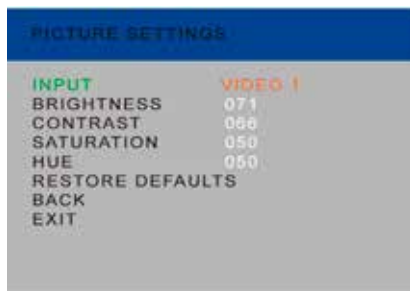 PICTURE SETTINGS
INPUT VIDEO 1
BRIGHTNESS 071
CONTRAST 066
SATURATION 050
HUE 050
RESTORE DEFAULTS
BACK
EXIT